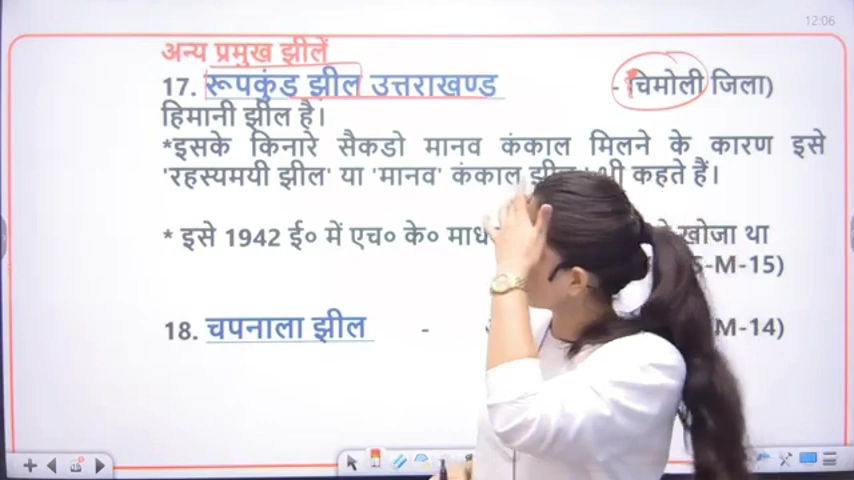 12:06
अन्य प्रमुख झीलें
17. रूपकुंड झील उत्तराखण्ड - (चिमोली जिला)
हिमानी झील है।
*इसके किनारे सैकडो मानव कंकाल मिलने के कारण इसे
'रहस्यमयी झील' या 'मानव' कंकाल झील' भी कहते हैं।
* इसे 1942 ई० में एच० के० माध खोजा था
S-M-15)
18. चपनाला झील - M-14)